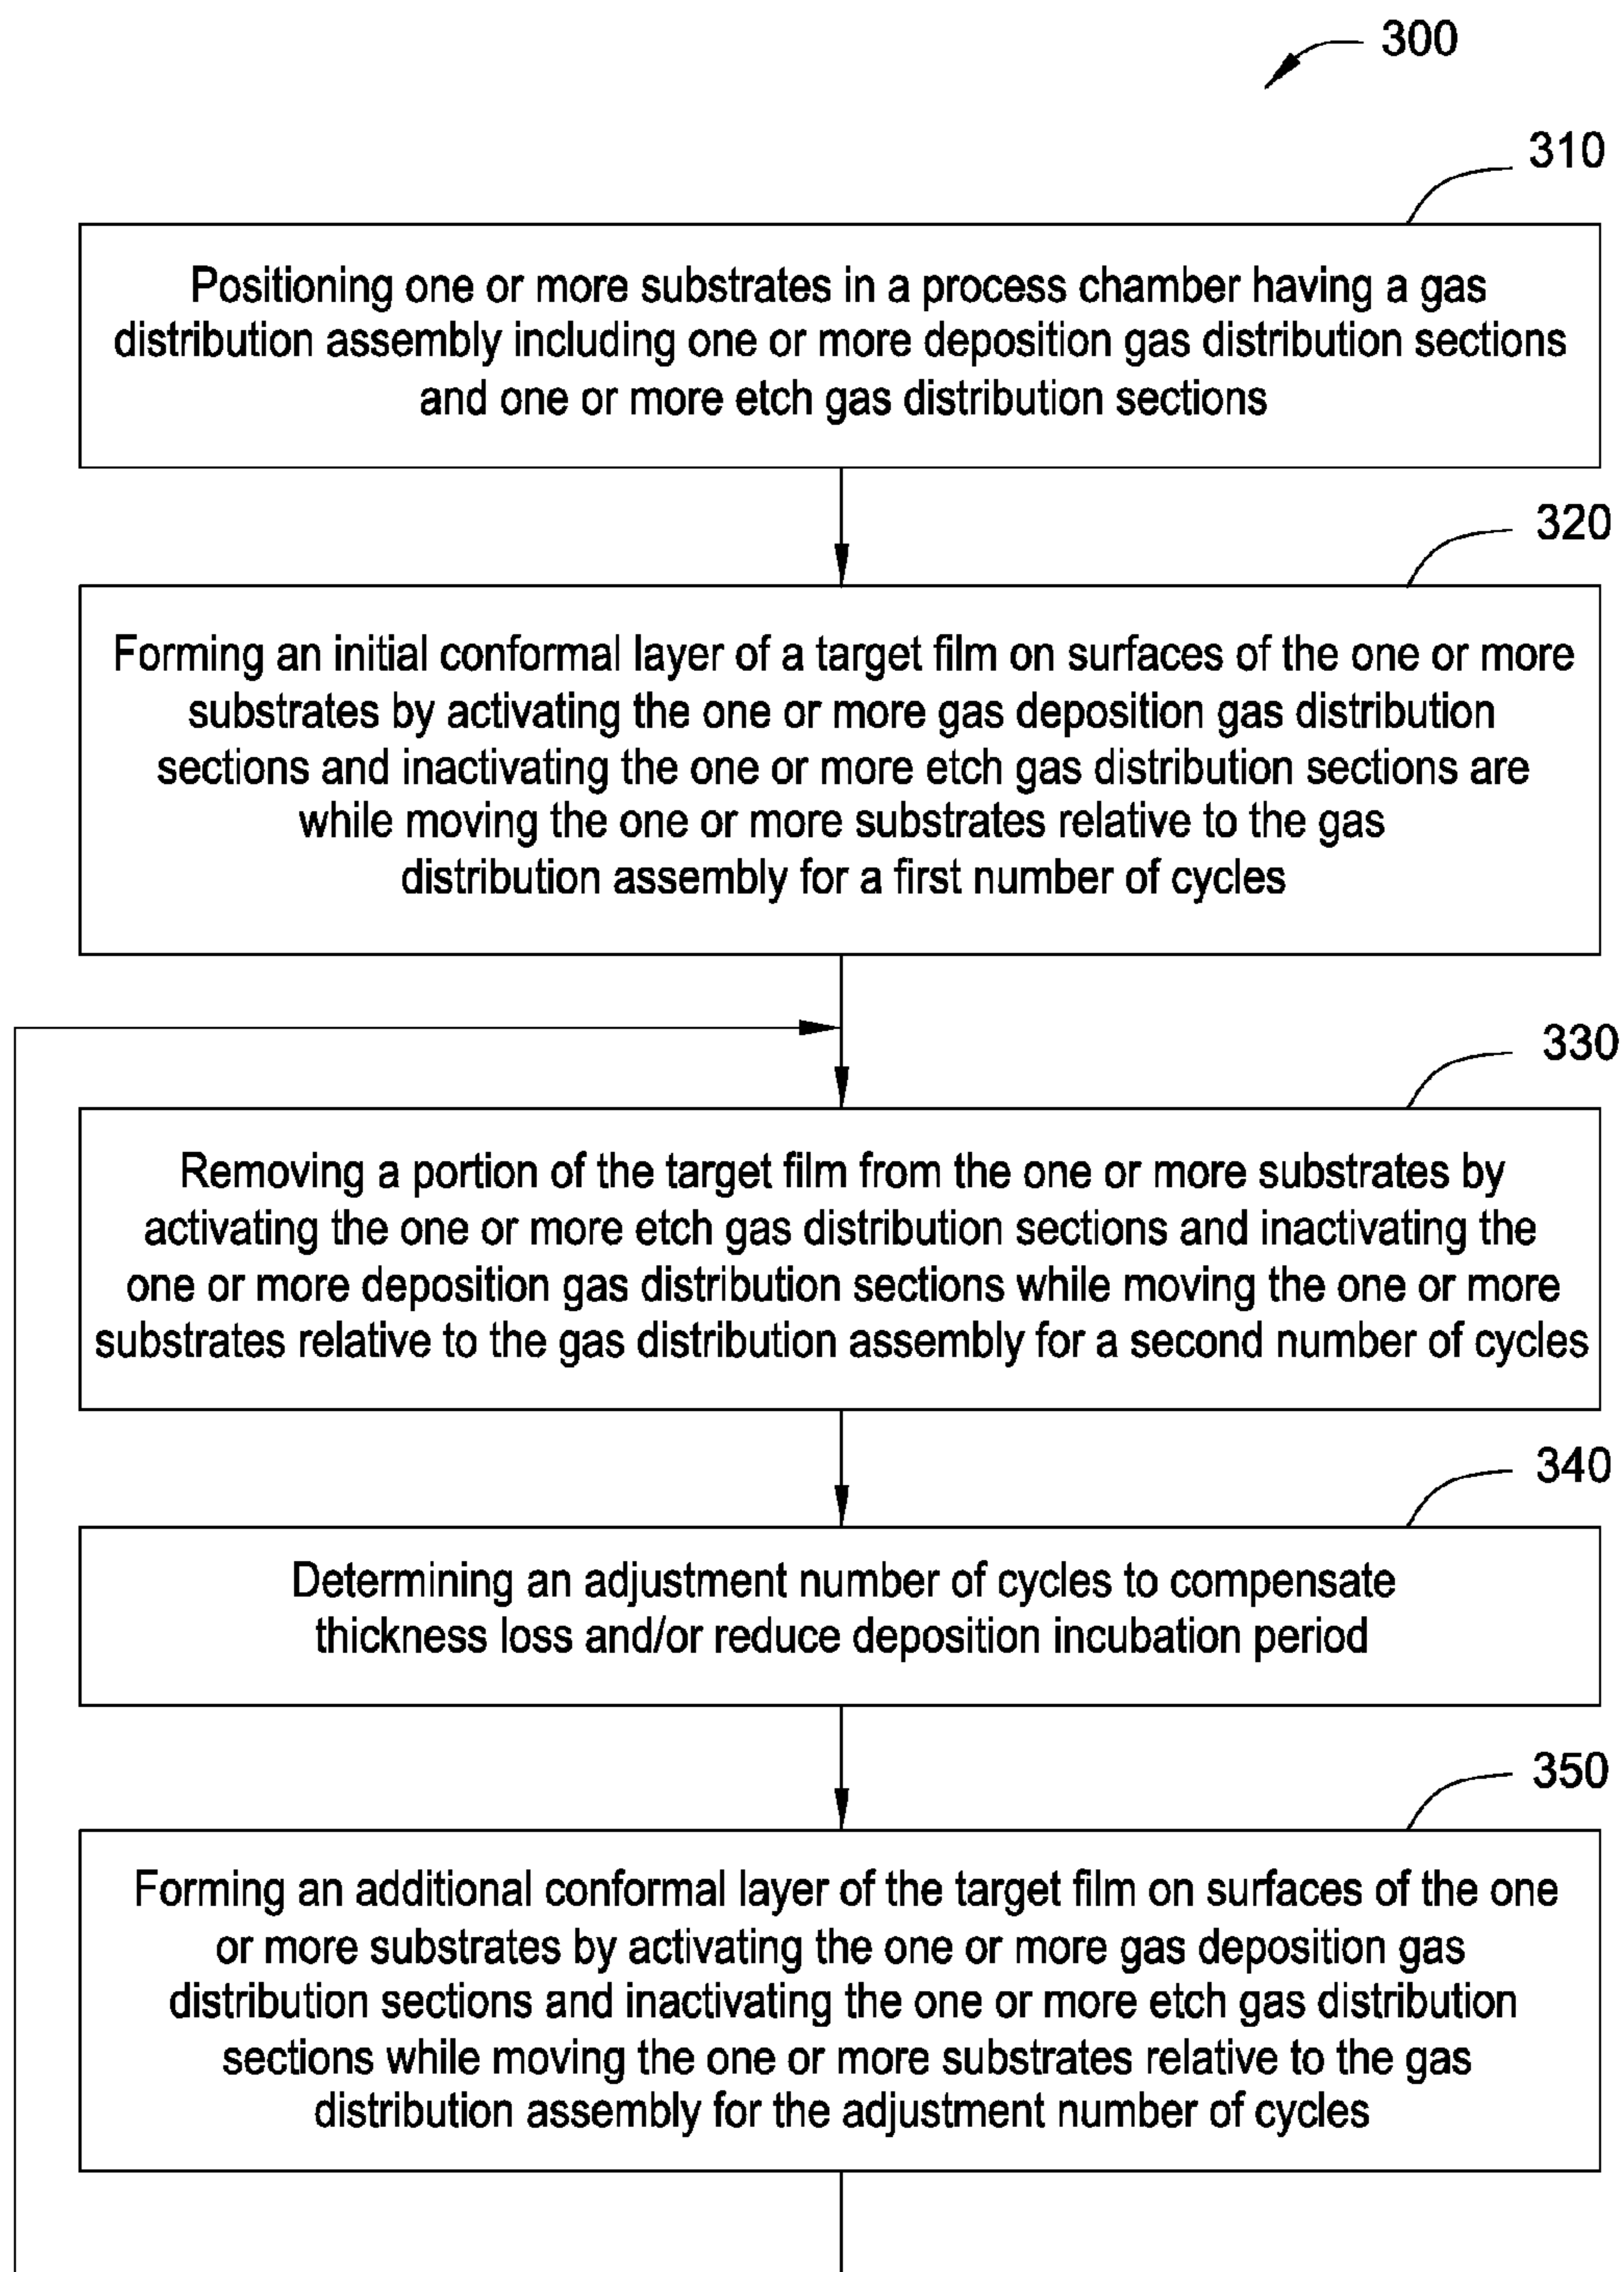 300
310
Positioning one or more substrates in a process chamber having a gas
distribution assembly including one or more deposition gas distribution sections
and one or more etch gas distribution sections
320
Forming an initial conformal layer of a target film on surfaces of the one or more
substrates by activating the one or more gas deposition gas distribution
sections and inactivating the one or more etch gas distribution sections are
while moving the one or more substrates relative to the gas
distribution assembly for a first number of cycles
330
Removing a portion of the target film from the one or more substrates by
activating the one or more etch gas distribution sections and inactivating the
one or more deposition gas distribution sections while moving the one or more
substrates relative to the gas distribution assembly for a second number of cycles
340
Determining an adjustment number of cycles to compensate
thickness loss and/or reduce deposition incubation period
350
Forming an additional conformal layer of the target film on surfaces of the one
or more substrates by activating the one or more gas deposition gas
distribution sections and inactivating the one or more etch gas distribution
sections while moving the one or more substrates relative to the gas
distribution assembly for the adjustment number of cycles